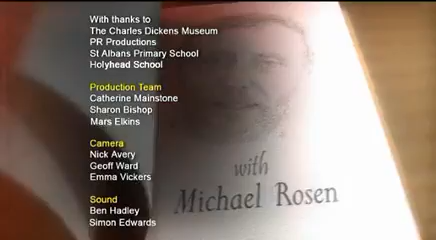 With thanks to
The Charles Dickens Museum
PR Productions
St Albans Primary School
Holyhead School
Production Team
Catherine Mainstone
Sharon Bishop
Mars Elkins
Camera
Nick Avery
Geoff Ward
Emma Vickers
Sound
Ben Hadley
Simon Edwards
with
Michael Rosen